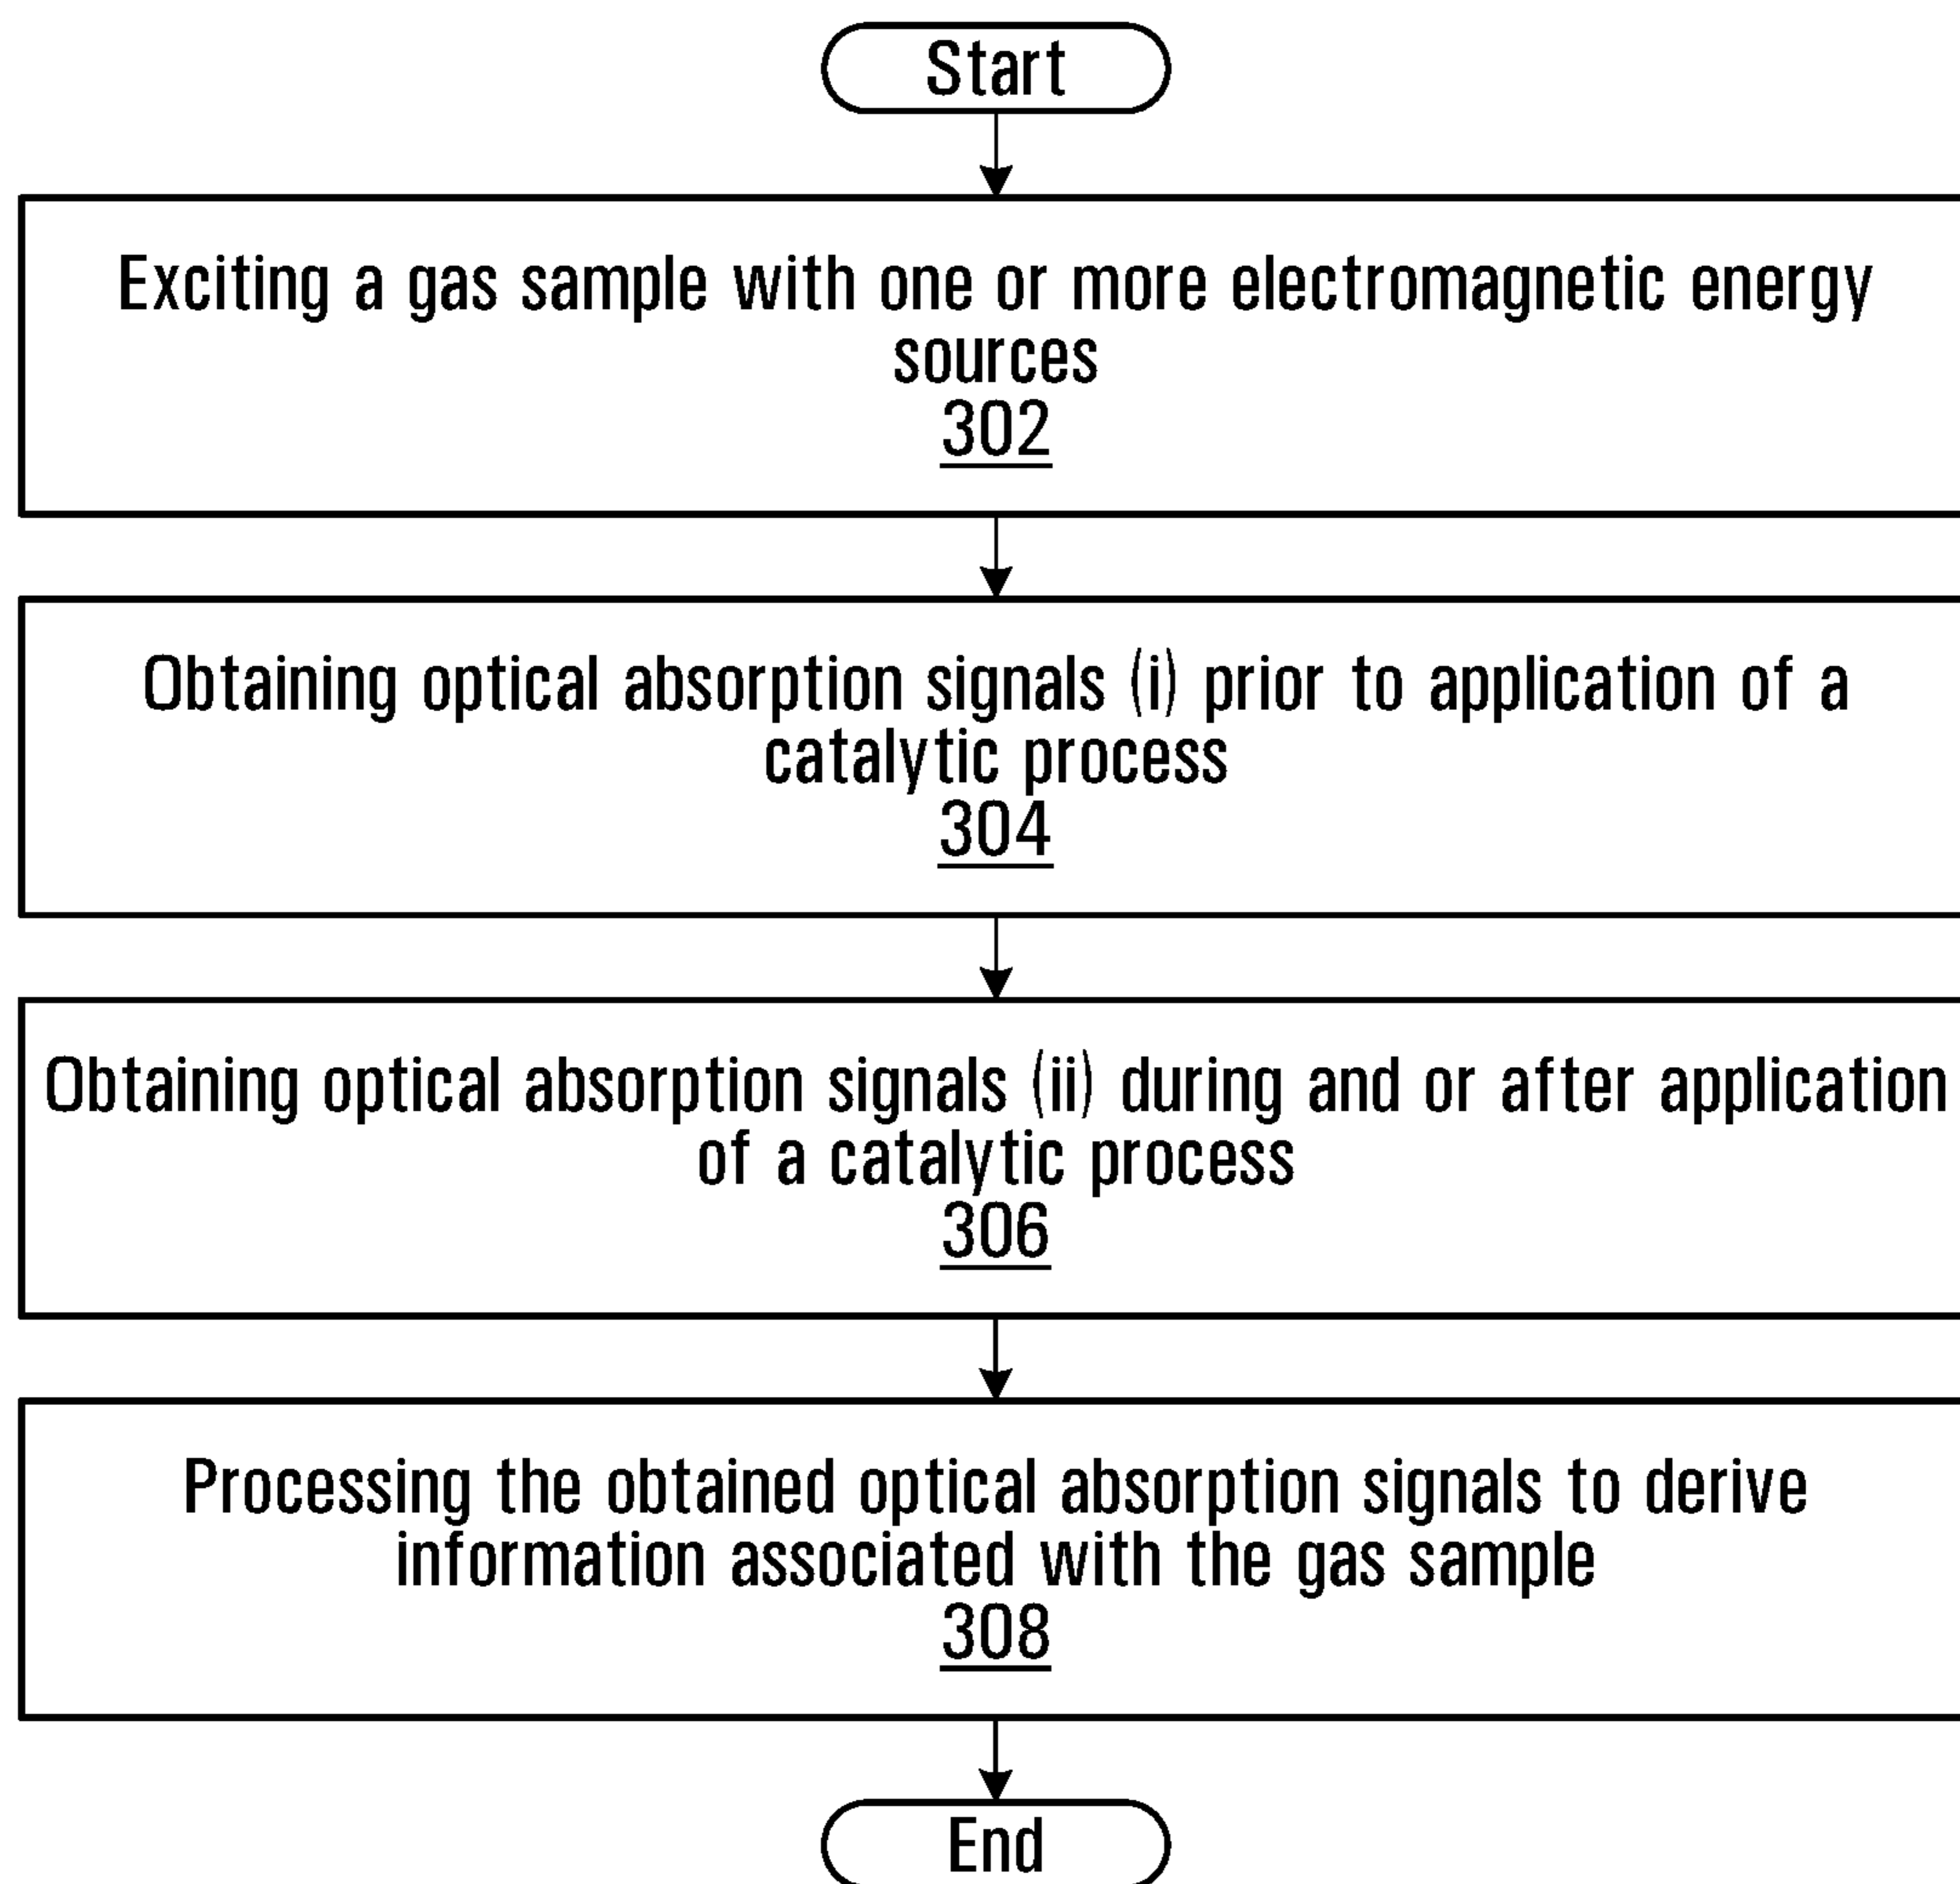 Start
Exciting a gas sample with one or more electromagnetic energy
sources
302
Obtaining optical absorption signals (i) prior to application of a
catalytic process
304
Obtaining optical absorption signals (ii) during and or after application
of a catalytic process
306
Processing the obtained optical absorption signals to derive
information associated with the gas sample
308
End